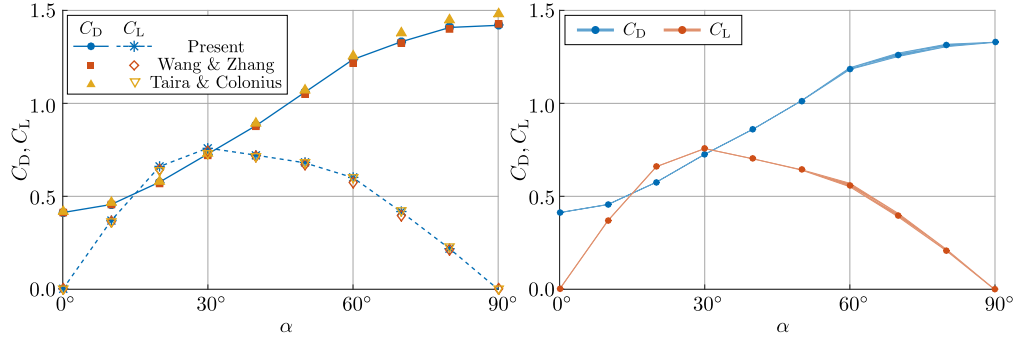 C_D C_L
Present
Wang & Zhang
Taira & Colonius
1.5
1.0
0.5
0.0
C_D, C_L
0° 30° 60° 90°
α
C_D C_L
1.5
1.0
0.5
0.0
C_D, C_L
0° 30° 60° 90°
α